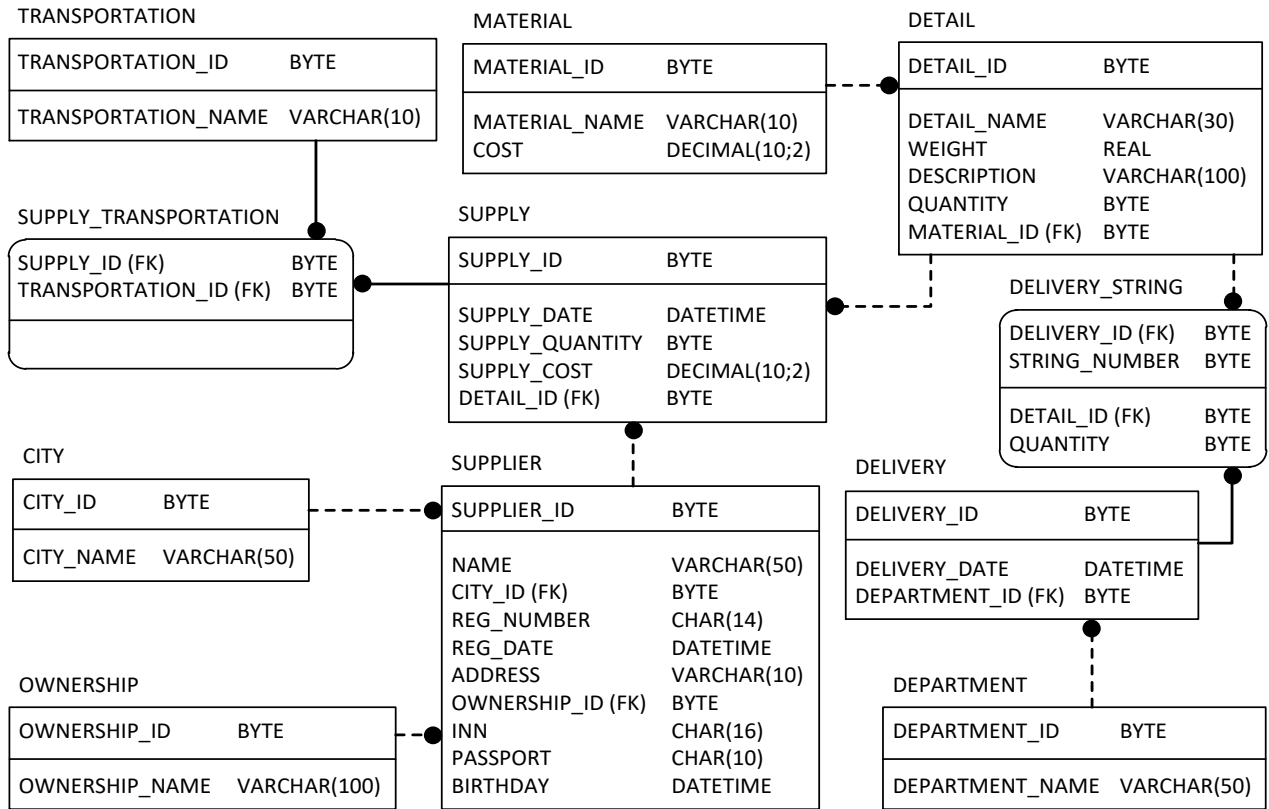 TRANSPORTATION
TRANSPORTATION_ID BYTE
TRANSPORTATION_NAME VARCHAR(10)
MATERIAL
MATERIAL_ID BYTE
MATERIAL_NAME VARCHAR(10)
COST DECIMAL(10;2)
DETAIL
DETAIL_ID BYTE
DETAIL_NAME VARCHAR(30)
WEIGHT REAL
DESCRIPTION VARCHAR(100)
QUANTITY BYTE
MATERIAL_ID (FK) BYTE
SUPPLY_TRANSPORTATION
SUPPLY_ID (FK) BYTE
TRANSPORTATION_ID (FK) BYTE
SUPPLY
SUPPLY_ID BYTE
SUPPLY_DATE DATETIME
SUPPLY_QUANTITY BYTE
SUPPLY_COST DECIMAL(10;2)
DETAIL_ID (FK) BYTE
DELIVERY_STRING
DELIVERY_ID (FK) BYTE
STRING_NUMBER BYTE
DETAIL_ID (FK) BYTE
QUANTITY BYTE
CITY
CITY_ID BYTE
CITY_NAME VARCHAR(50)
SUPPLIER
SUPPLIER_ID BYTE
NAME VARCHAR(50)
CITY_ID (FK) BYTE
REG_NUMBER CHAR(14)
REG_DATE DATETIME
ADDRESS VARCHAR(10)
OWNERSHIP_ID (FK) BYTE
INN CHAR(16)
PASSPORT CHAR(10)
BIRTHDAY DATETIME
DELIVERY
DELIVERY_ID BYTE
DELIVERY_DATE DATETIME
DEPARTMENT_ID (FK) BYTE
OWNERSHIP
OWNERSHIP_ID BYTE
OWNERSHIP_NAME VARCHAR(100)
DEPARTMENT
DEPARTMENT_ID BYTE
DEPARTMENT_NAME VARCHAR(50)